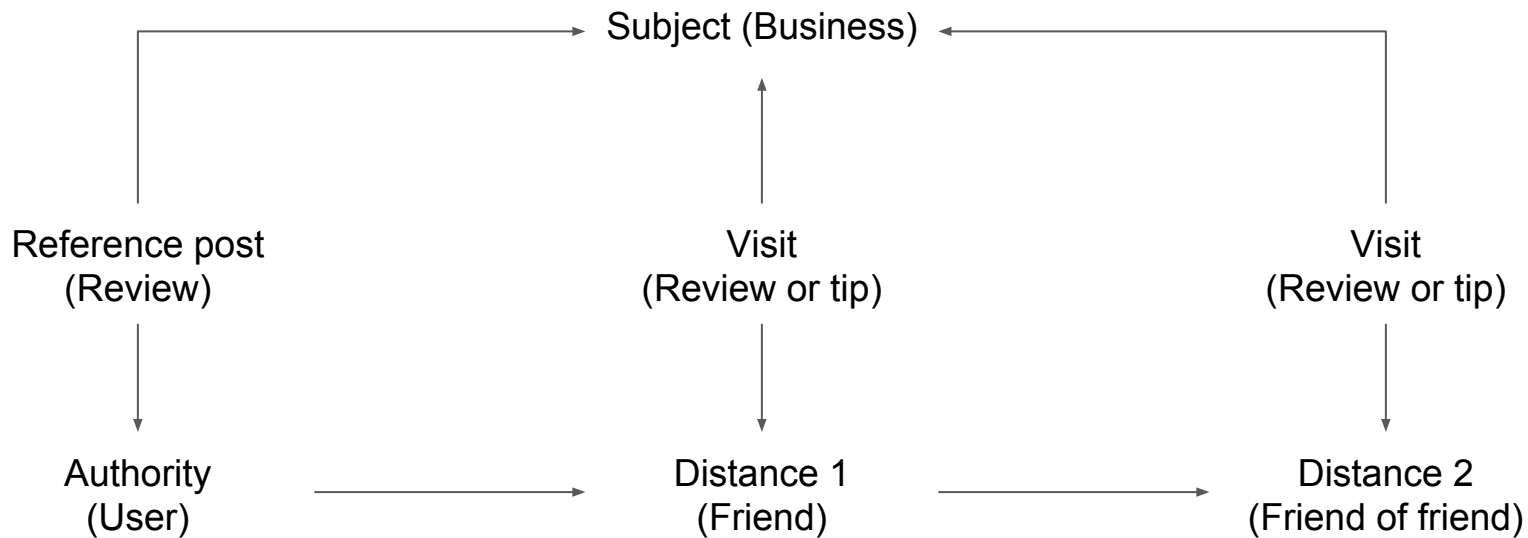 Subject (Business)
Reference post
(Review)
Visit
(Review or tip)
Visit
(Review or tip)
Authority
(User)
Distance 1
(Friend)
Distance 2
(Friend of friend)